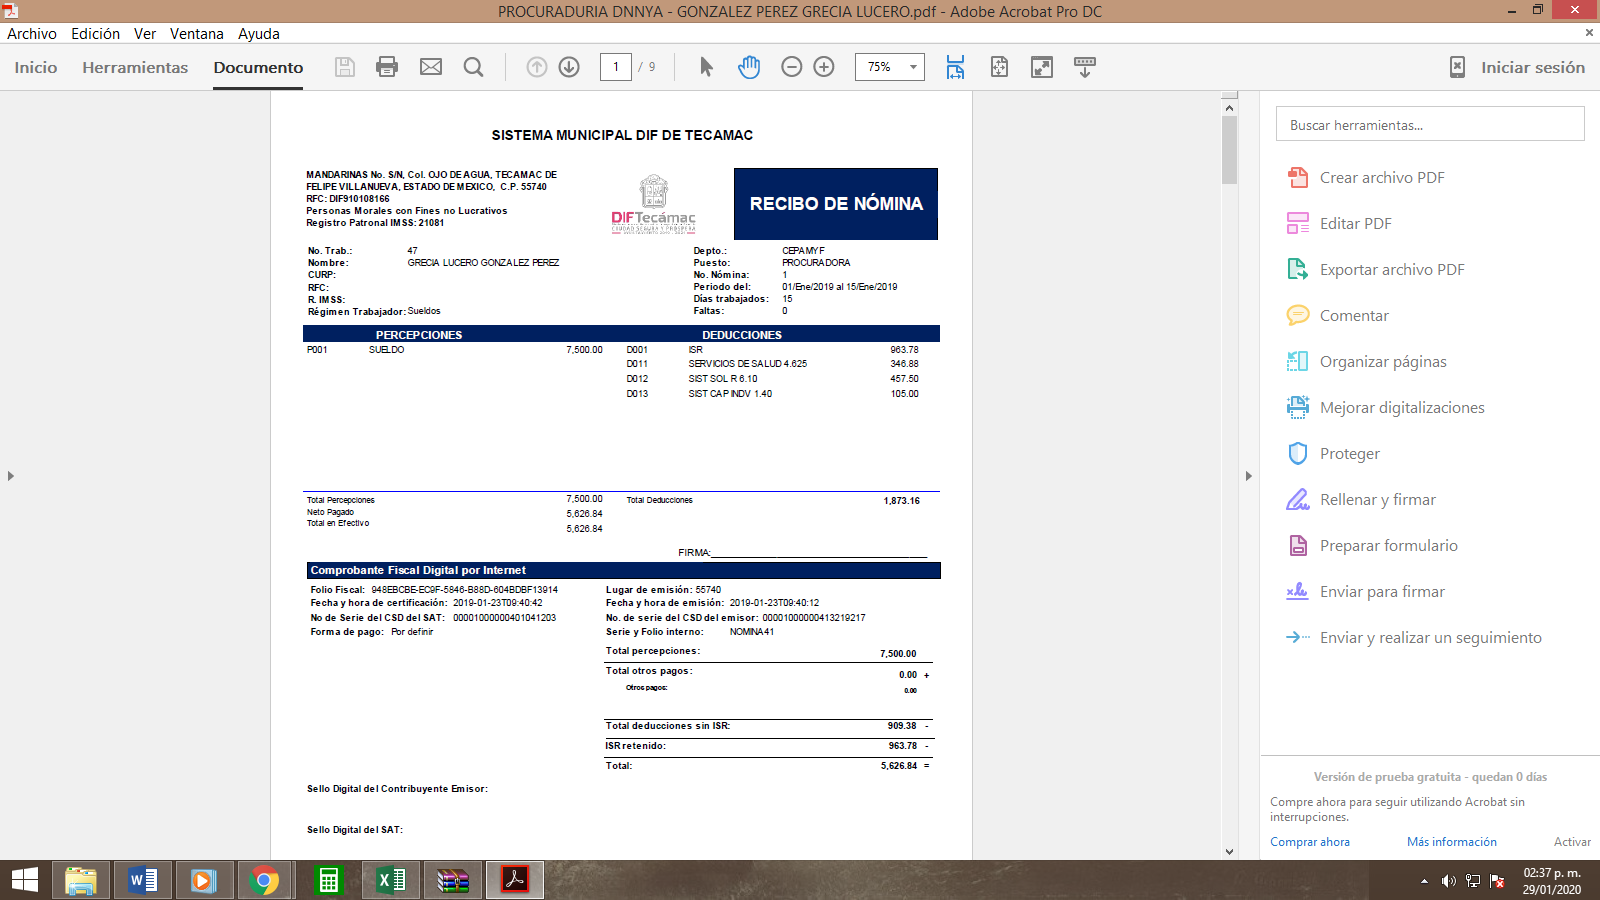 PROCURADURIA DNNYA - GONZALEZ PEREZ GRECIA LUCERO.pdf - Adobe Acrobat Pro DC
Archivo Edición Ver Ventana Ayuda
Inicio Herramientas Documento 1 / 9 75% Iniciar sesión
SISTEMA MUNICIPAL DIF DE TECAMAC
MANDARINAS No. S/N, Col. OJO DE AGUA, TECAMAC DE
FELIPE VILLANUEVA, ESTADO DE MEXICO, C.P. 55740
RFC: DIF910108166
Personas Morales con Fines no Lucrativos
Registro Patronal IMSS: 21081
DIFTecámac
CIUDAD SEGURA Y PRÓSPERA
RECIBO DE NÓMINA
No. Trab.: 47
Nombre: GRECIA LUCERO GONZALEZ PEREZ
CURP:
RFC:
R. IMSS:
Régimen Trabajador: Sueldos
Depto.: CEPAMYF
Puesto: PROCURADORA
No. Nómina: 1
Periodo del: 01/Ene/2019 al 15/Ene/2019
Días trabajados: 15
Faltas: 0
PERCEPCIONES DEDUCCIONES
P001 SUELDO 7,500.00 D001 ISR 963.78
D011 SERVICIOS DE SALUD 4.625 346.88
D012 SIST SOL R 6.10 457.50
D013 SIST CAP INDV 1.40 105.00
Total Percepciones 7,500.00 Total Deducciones 1,873.16
Neto Pagado 5,626.84
Total en Efectivo 5,626.84
FIRMA:
Comprobante Fiscal Digital por Internet
Folio Fiscal: 948EBCBE-EC9F-5846-B88D-604BDBF13914 Lugar de emisión: 55740
Fecha y hora de certificación: 2019-01-23T09:40:42 Fecha y hora de emisión: 2019-01-23T09:40:12
No de Serie del CSD del SAT: 00001000000401041203 No. de serie del CSD del emisor: 00001000000413219217
Forma de pago: Por definir Serie y Folio interno: NOMINA41
Total percepciones: 7,500.00
Total otros pagos: 0.00 +
Otros pagos: 0.00
Total deducciones sin ISR: 909.38 -
ISR retenido: 963.78 -
Total: 5,626.84 =
Sello Digital del Contribuyente Emisor:
Sello Digital del SAT:
Buscar herramientas...
Crear archivo PDF
Editar PDF
Exportar archivo PDF
Comentar
Organizar páginas
Mejorar digitalizaciones
Proteger
Rellenar y firmar
Preparar formulario
Enviar para firmar
Enviar y realizar un seguimiento
Versión de prueba gratuita - quedan 0 días
Compre ahora para seguir utilizando Acrobat sin
interrupciones.
Comprar ahora Más información Activar
02:37 p. m.
29/01/2020